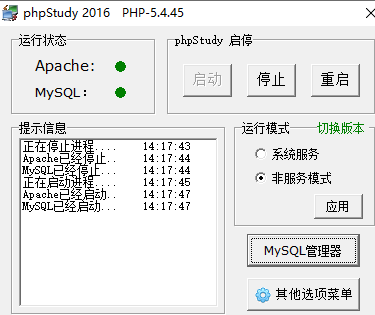 phpStudy 2016 PHP-5.4.45
运行状态
Apache:
MySQL:
phpStudy 启停
启动 停止 重启
提示信息
正在停止进程.... 14:17:43
Apache已经停止.. 14:17:44
MySQL已经停止... 14:17:44
正在启动进程.... 14:17:45
Apache已经启动.. 14:17:47
MySQL已经启动... 14:17:47
运行模式 切换版本
系统服务
非服务模式
应用
MySQL管理器
其他选项菜单